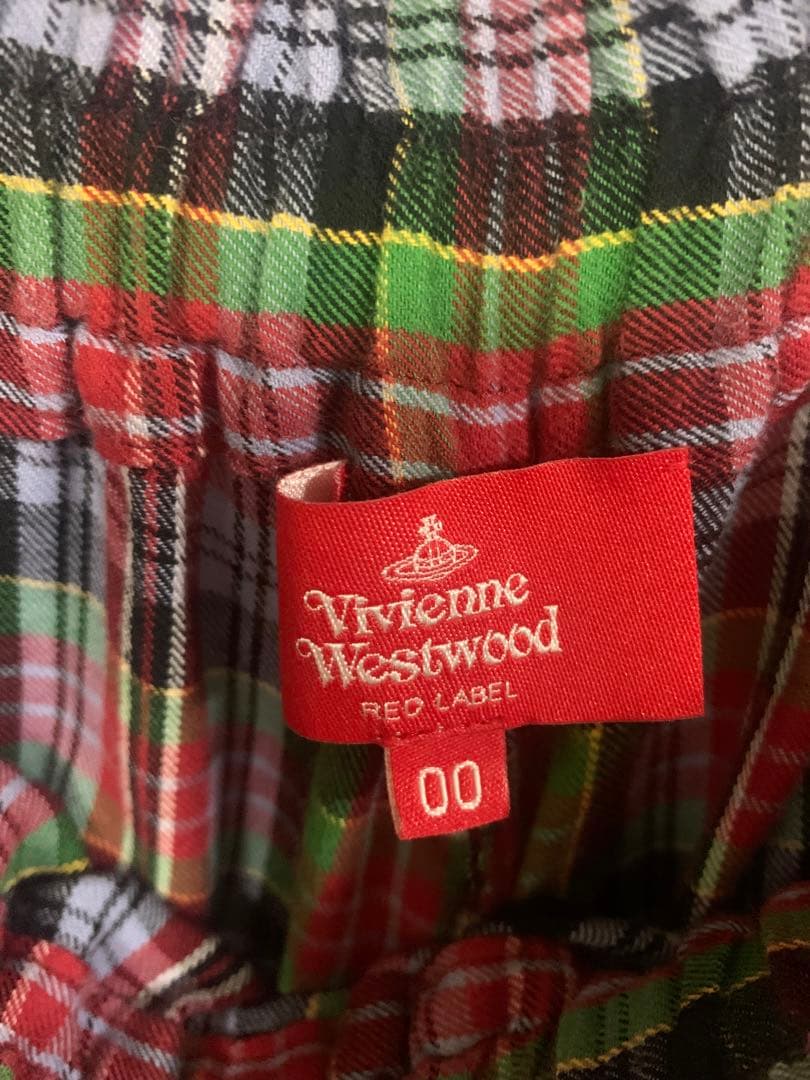 Vivienne
Westwood
RED LABEL
00